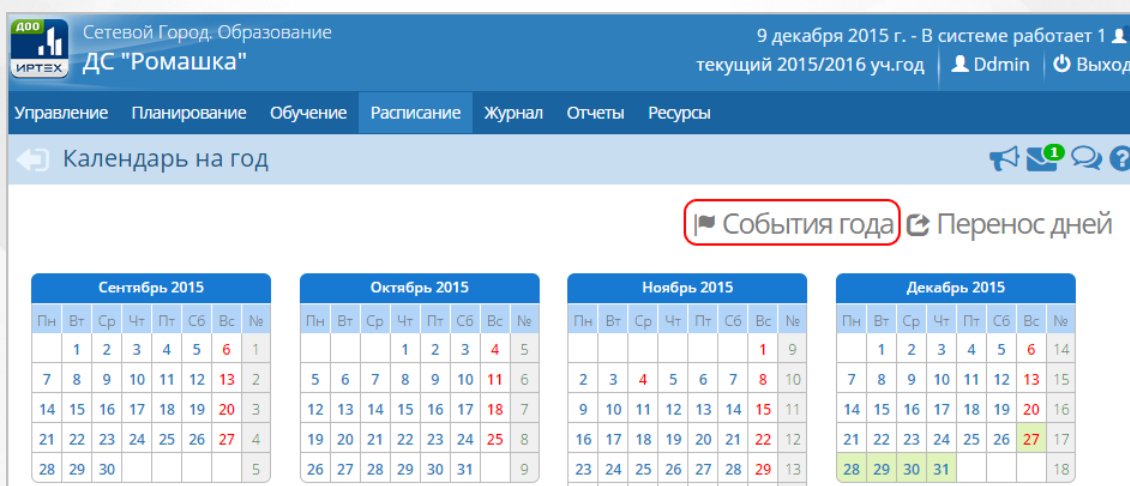 ДОО
ИРТЕХ
Сетевой Город. Образование
ДС "Ромашка"
9 декабря 2015 г. - В системе работает 1
текущий 2015/2016 уч.год Ddmin Выход
Управление Планирование Обучение Расписание Журнал Отчеты Ресурсы
Календарь на год
1 ?
События года Перенос дней
Сентябрь 2015
Пн Вт Ср Чт Пт Сб Вс №
1 2 3 4 5 6 1
7 8 9 10 11 12 13 2
14 15 16 17 18 19 20 3
21 22 23 24 25 26 27 4
28 29 30 5
Октябрь 2015
Пн Вт Ср Чт Пт Сб Вс №
1 2 3 4 5
5 6 7 8 9 10 11 6
12 13 14 15 16 17 18 7
19 20 21 22 23 24 25 8
26 27 28 29 30 31 9
Ноябрь 2015
Пн Вт Ср Чт Пт Сб Вс №
1 9
2 3 4 5 6 7 8 10
9 10 11 12 13 14 15 11
16 17 18 19 20 21 22 12
23 24 25 26 27 28 29 13
Декабрь 2015
Пн Вт Ср Чт Пт Сб Вс №
1 2 3 4 5 6 14
7 8 9 10 11 12 13 15
14 15 16 17 18 19 20 16
21 22 23 24 25 26 27 17
28 29 30 31 18